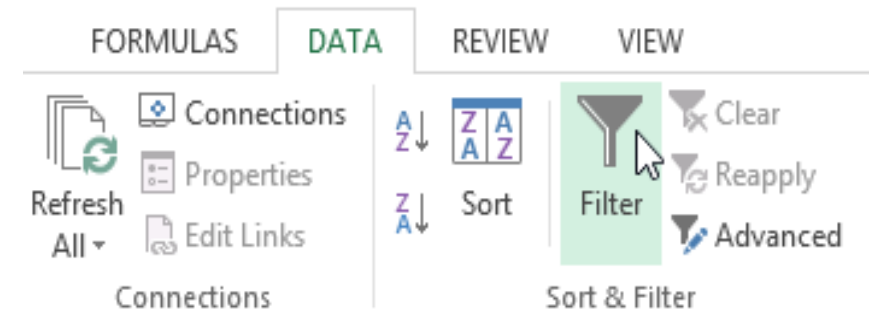 FORMULAS DATA REVIEW VIEW
Refresh All
Connections
Properties
Edit Links
Connections
A Z
Z A
Z A A Z
Sort
Filter
Clear
Reapply
Advanced
Sort & Filter